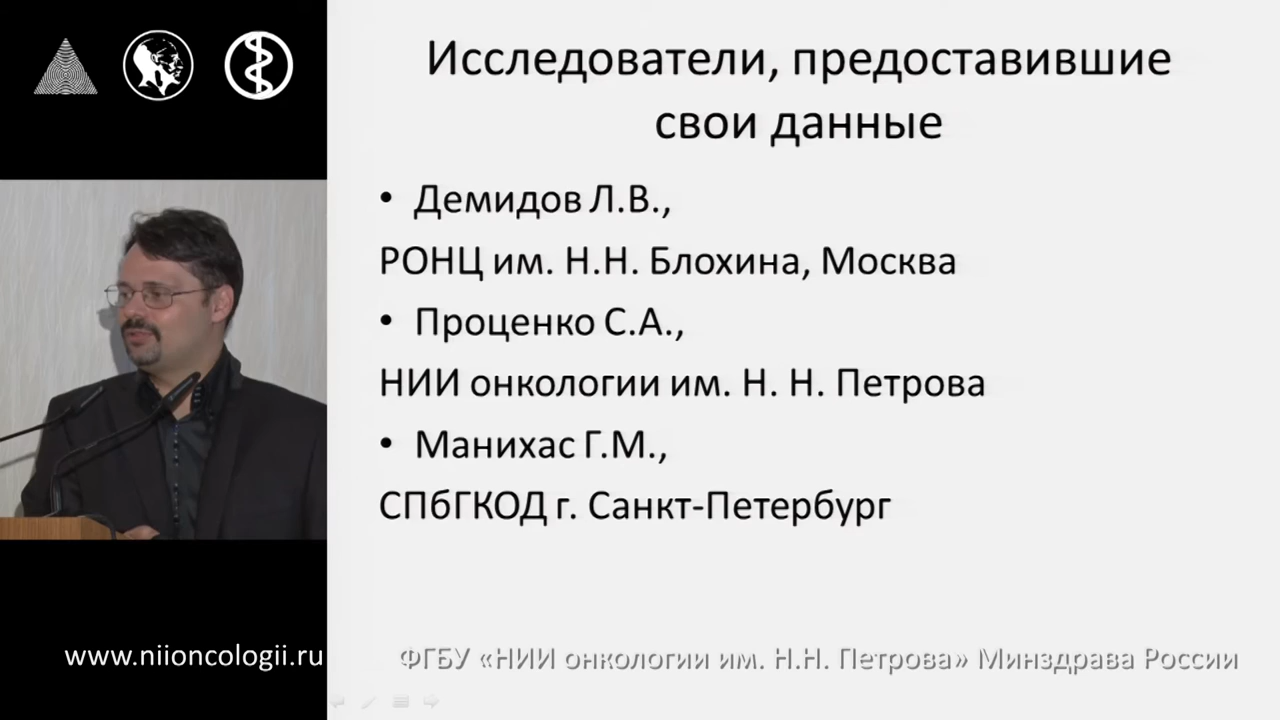 Исследователи, предоставившие
свои данные
• Демидов Л.В.,
РОНЦ им. Н.Н. Блохина, Москва
• Проценко С.А.,
НИИ онкологии им. Н. Н. Петрова
• Манихас Г.М.,
СПбГКОД г. Санкт-Петербург
www.niioncologii.ru
ФГБУ «НИИ онкологии им. Н.Н. Петрова» Минздрава России